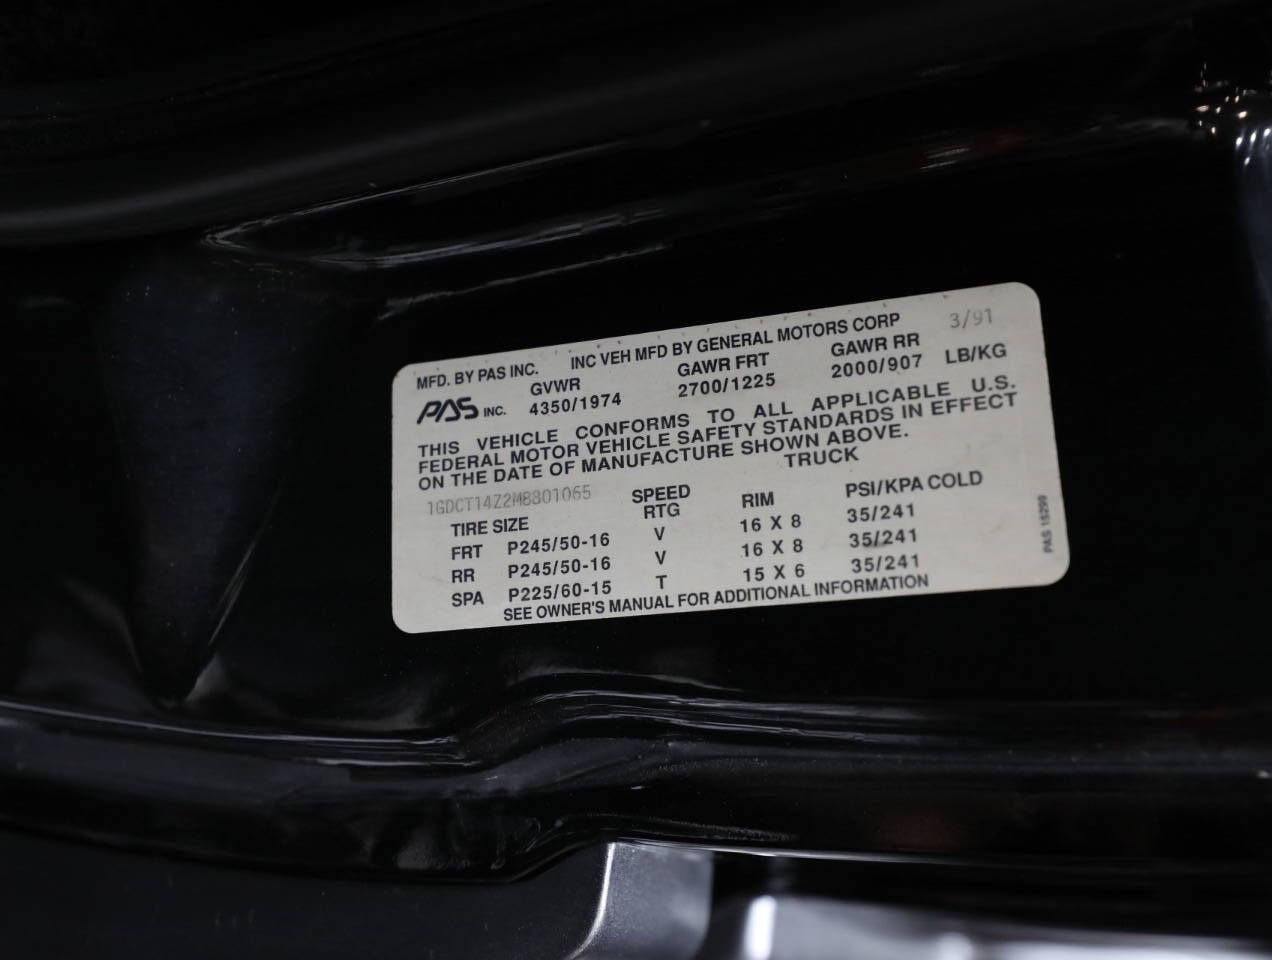 MFD. BY PAS INC. INC VEH MFD BY GENERAL MOTORS CORP 3/91
PAS INC. GVWR GAWR FRT GAWR RR
4350/1974 2700/1225 2000/907 LB/KG
THIS VEHICLE CONFORMS TO ALL APPLICABLE U.S.
FEDERAL MOTOR VEHICLE SAFETY STANDARDS IN EFFECT
ON THE DATE OF MANUFACTURE SHOWN ABOVE.
1GDCT14Z2M8801065 TRUCK
TIRE SIZE SPEED RTG RIM PSI/KPA COLD
FRT P245/50-16 V 16 X 8 35/241
RR P245/50-16 V 16 X 8 35/241
SPA P225/60-15 T 15 X 6 35/241
SEE OWNER'S MANUAL FOR ADDITIONAL INFORMATION
PAS 15299